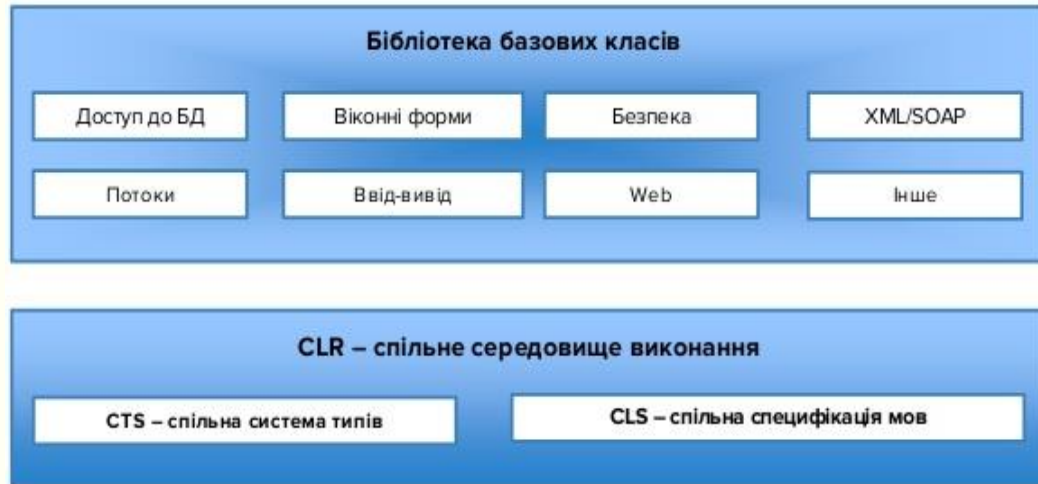 Бібліотека базових класів
Доступ до БД
Віконні форми
Безпека
XML/SOAP
Потоки
Ввід-вивід
Web
Інше
CLR – спільне середовище виконання
CTS – спільна система типів
CLS – спільна специфікація мов